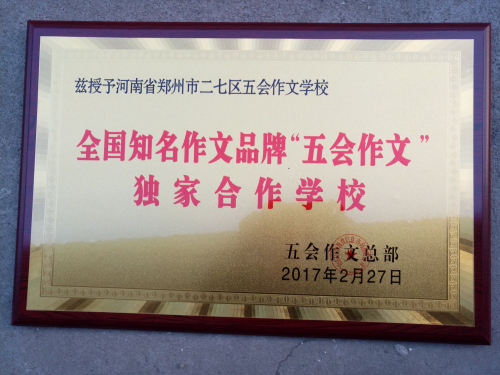 兹授予河南省郑州市二七区五会作文学校
全国知名作文品牌“五会作文”
独家合作学校
五会作文总部
2017年2月27日